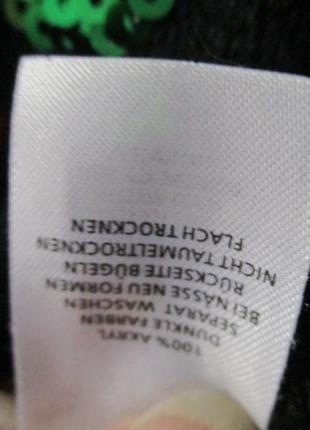 100% AKRYL
DUNKLE FARBEN
SEPARAT WASCHEN
BEI NÄSSE NEU FORMEN
RÜCKSEITE BÜGELN
NICHT TAUMELTROCKNEN
FLACH TROCKNEN